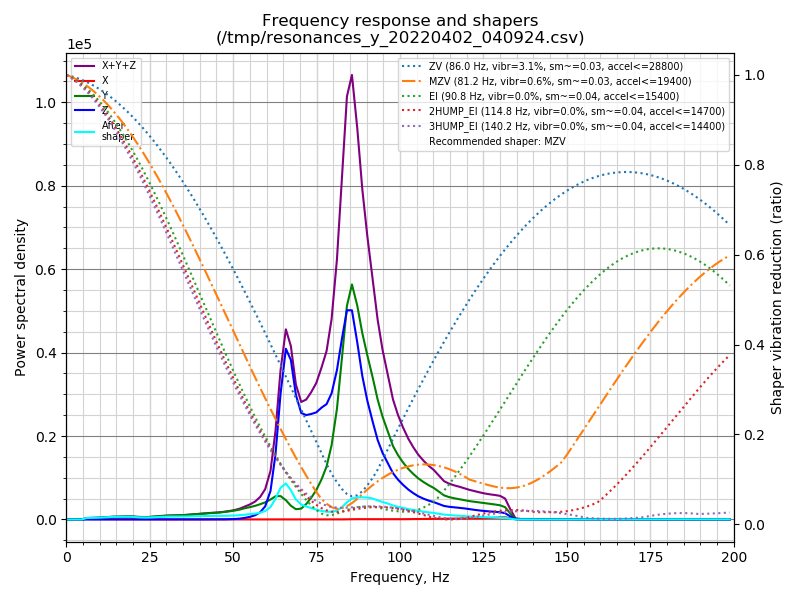 Frequency response and shapers
(/tmp/resonances_y_20220402_040924.csv)
1e5
X+Y+Z
X
Y
Z
After
shaper
ZV (86.0 Hz, vibr=3.1%, sm~=0.03, accel<=28800)
MZV (81.2 Hz, vibr=0.6%, sm~=0.03, accel<=19400)
EI (90.8 Hz, vibr=0.0%, sm~=0.04, accel<=15400)
2HUMP_EI (114.8 Hz, vibr=0.0%, sm~=0.04, accel<=14700)
3HUMP_EI (140.2 Hz, vibr=0.0%, sm~=0.04, accel<=14400)
Recommended shaper: MZV
Power spectral density
1.0
0.8
0.6
0.4
0.2
0.0
1.0
0.8
0.6
0.4
0.2
0.0
Shaper vibration reduction (ratio)
0 25 50 75 100 125 150 175 200
Frequency, Hz